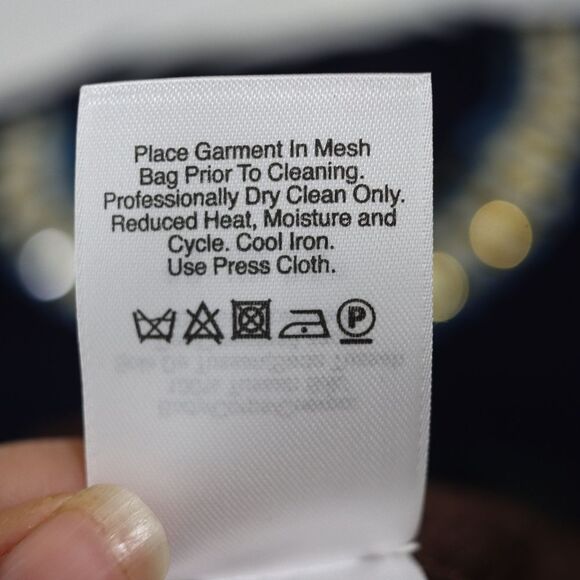 Place Garment In Mesh
Bag Prior To Cleaning.
Professionally Dry Clean Only.
Reduced Heat, Moisture and
Cycle. Cool Iron.
Use Press Cloth.
P